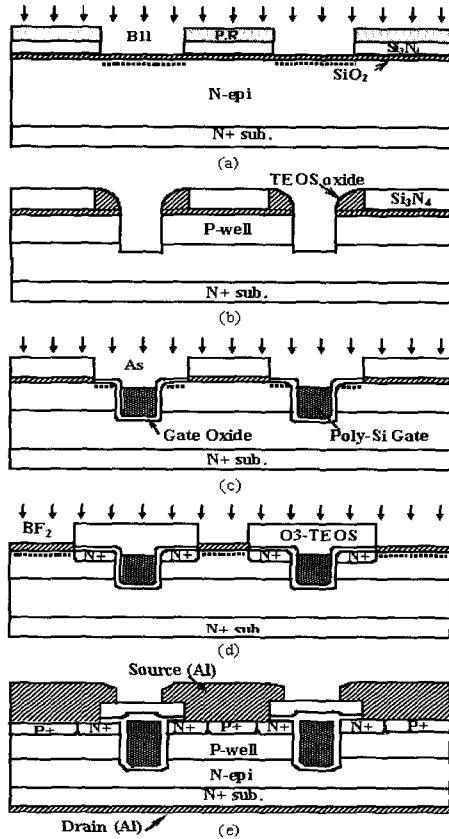 B11
P.R
Si3N4
SiO2
N-epi
N+ sub.
(a)
TEOS oxide
Si3N4
P-well
N+ sub.
(b)
As
Gate Oxide
Poly-Si Gate
N+ sub.
(c)
BF2
O3-TEOS
N+ N+ N+ N+
N+ sub
(d)
Source (Al)
P+ N+ N+ P+ N+ N+ P+
P-well
N-epi
N+ sub.
Drain (Al)
(e)